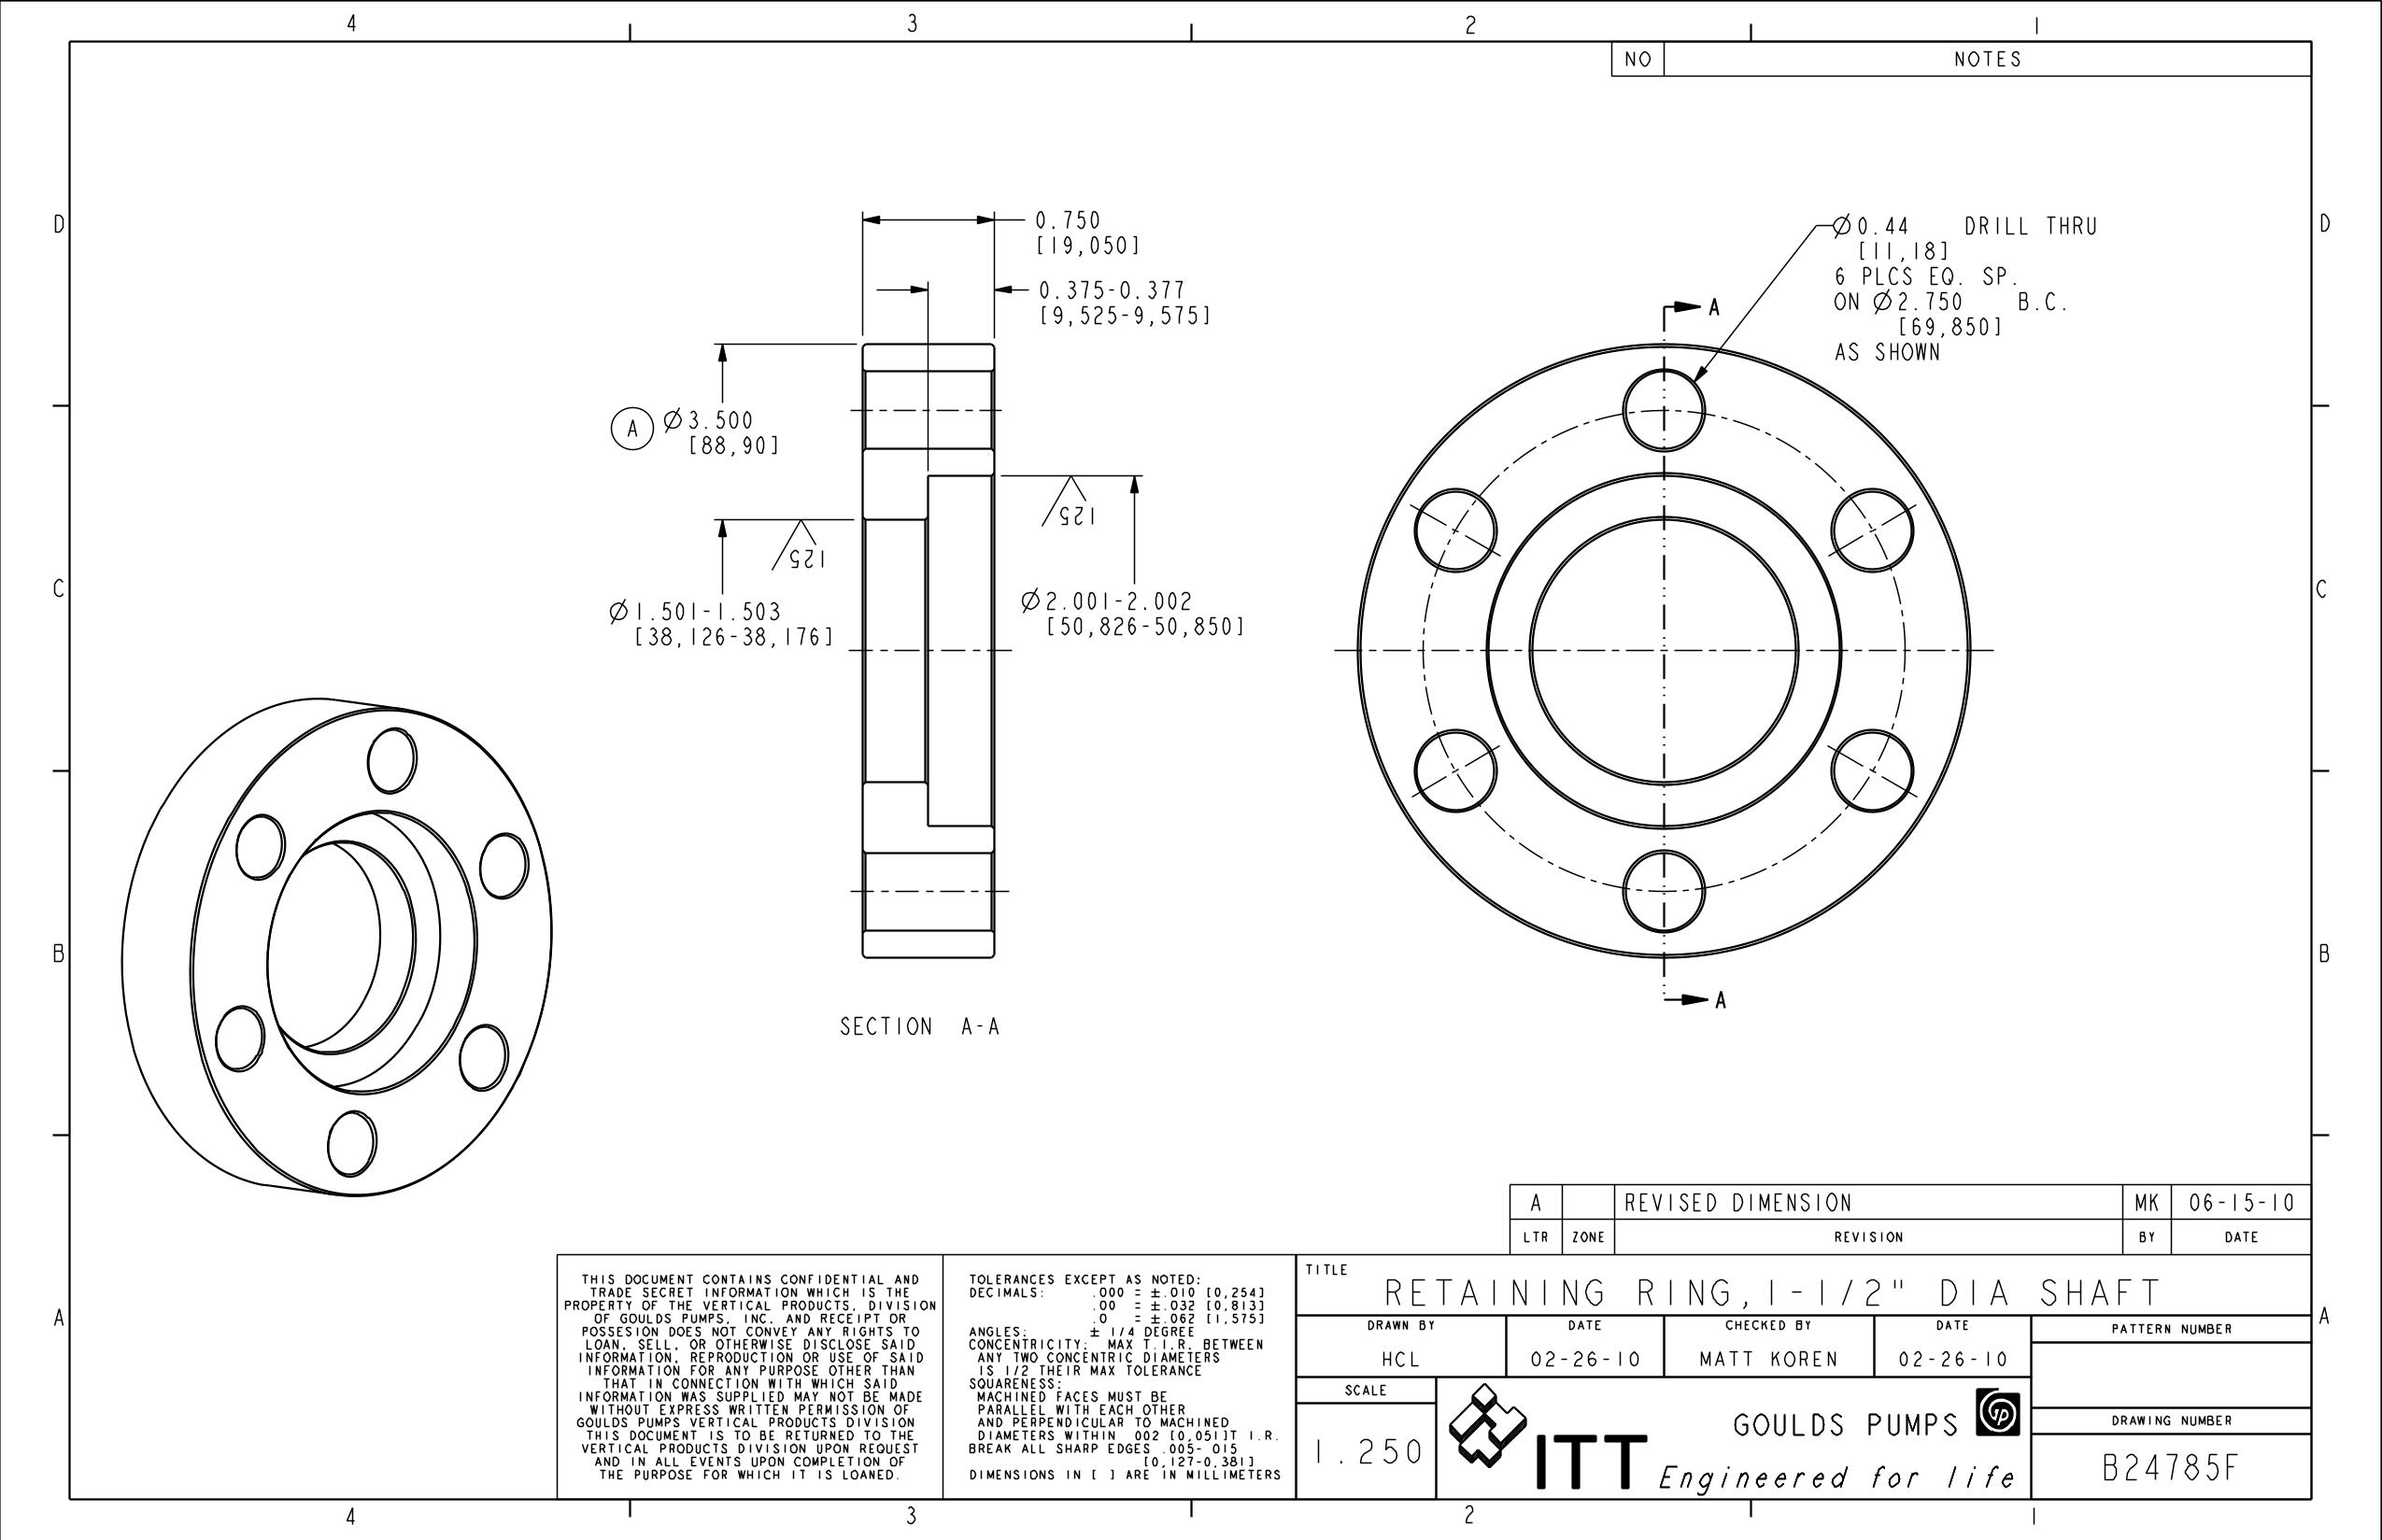 4 3 2 1
NO NOTES
D D
0.750
[19,050]
0.375-0.377
[9,525-9,575]
Ø0.44 DRILL THRU
[11,18]
6 PLCS EQ. SP.
ON Ø2.750 B.C.
[69,850]
AS SHOWN
A
A Ø3.500
[88,90]
125
125
C C
Ø1.501-1.503
[38,126-38,176]
Ø2.001-2.002
[50,826-50,850]
B B
A
SECTION A-A
A REVISED DIMENSION MK 06-15-10
LTR ZONE REVISION BY DATE
A A
THIS DOCUMENT CONTAINS CONFIDENTIAL AND
TRADE SECRET INFORMATION WHICH IS THE
PROPERTY OF THE VERTICAL PRODUCTS, DIVISION
OF GOULDS PUMPS, INC. AND RECEIPT OR
POSSESION DOES NOT CONVEY ANY RIGHTS TO
LOAN, SELL, OR OTHERWISE DISCLOSE SAID
INFORMATION, REPRODUCTION OR USE OF SAID
INFORMATION FOR ANY PURPOSE OTHER THAN
THAT IN CONNECTION WITH WHICH SAID
INFORMATION WAS SUPPLIED MAY NOT BE MADE
WITHOUT EXPRESS WRITTEN PERMISSION OF
GOULDS PUMPS VERTICAL PRODUCTS DIVISION
THIS DOCUMENT IS TO BE RETURNED TO THE
VERTICAL PRODUCTS DIVISION UPON REQUEST
AND IN ALL EVENTS UPON COMPLETION OF
THE PURPOSE FOR WHICH IT IS LOANED.
TOLERANCES EXCEPT AS NOTED:
DECIMALS: .000 = ±.010 [0,254]
.00 = ±.032 [0,813]
.0 = ±.062 [1,575]
ANGLES: ± 1/4 DEGREE
CONCENTRICITY: MAX T.I.R. BETWEEN
ANY TWO CONCENTRIC DIAMETERS
IS 1/2 THEIR MAX TOLERANCE
SQUARENESS:
MACHINED FACES MUST BE
PARALLEL WITH EACH OTHER
AND PERPENDICULAR TO MACHINED
DIAMETERS WITHIN .002 [0,051]T.I.R.
BREAK ALL SHARP EDGES .005-.015
[0,127-0,381]
DIMENSIONS IN [ ] ARE IN MILLIMETERS
TITLE
RETAINING RING,1-1/2" DIA SHAFT
DRAWN BY DATE CHECKED BY DATE
HCL 02-26-10 MATT KOREN 02-26-10
PATTERN NUMBER
SCALE
1.250
ITT
GOULDS PUMPS
Engineered for life
DRAWING NUMBER
B24785F
4 3 2 1